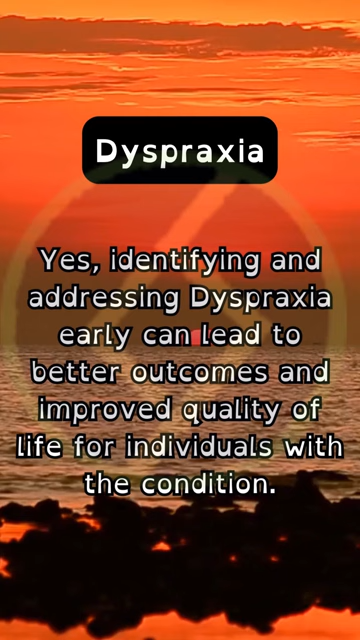 Dyspraxia
Yes, identifying and
addressing Dyspraxia
early can lead to
better outcomes and
improved quality of
life for individuals with
the condition.